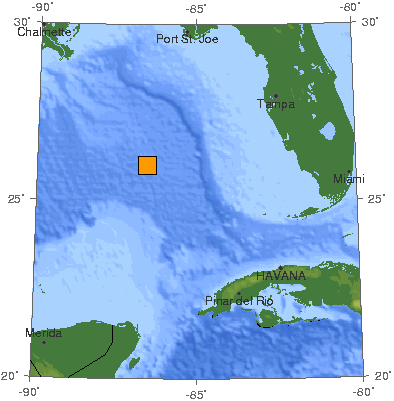 -90° -85° -80°
30° 30°
Chalmette
Port St. Joe
Tampa
Miami
25° 25°
HAVANA
Pinar del Rio
Merida
20° 20°
-90° -85° -80°